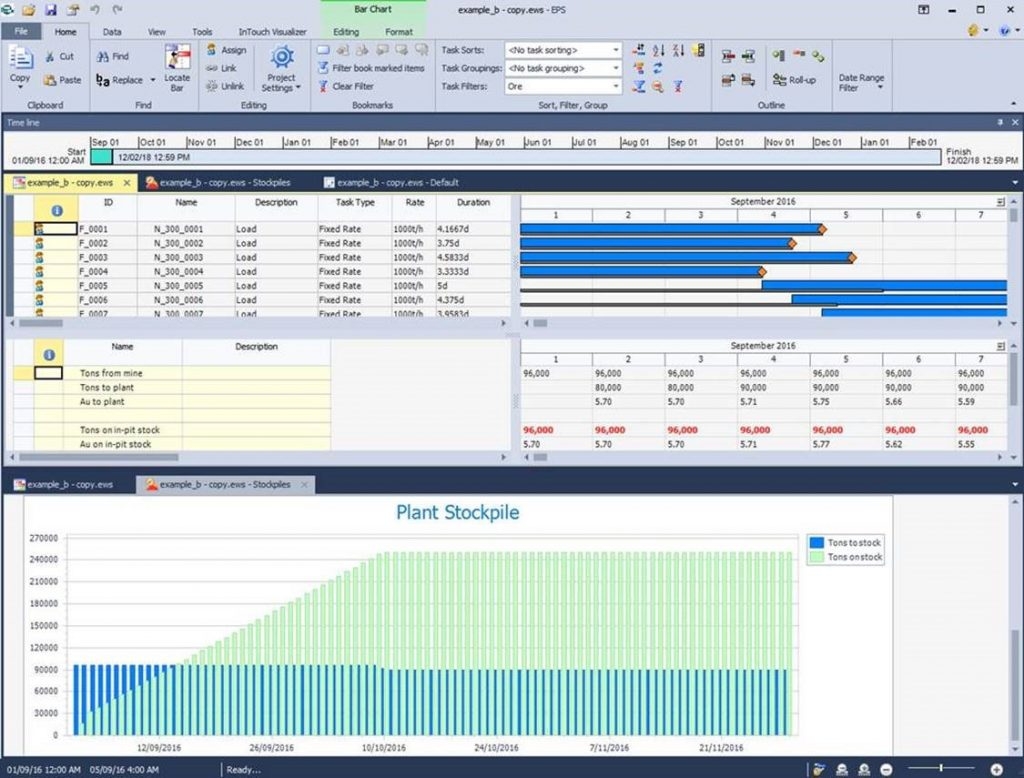 Bar Chart
example_b - copy.ews - EPS
File Home Data View Tools InTouch Visualizer Editing Format
Copy
Cut
Paste
Clipboard
Find
Replace
Locate Bar
Find
Assign
Link
Unlink
Project Settings
Editing
Filter book marked items
Clear Filter
Bookmarks
Task Sorts: <No task sorting>
Task Groupings: <No task grouping>
Task Filters: Ore
Sort, Filter, Group
Roll-up
Outline
Date Range Filter
Time line
Sep 01 Oct 01 Nov 01 Dec 01 Jan 01 Feb 01 Mar 01 Apr 01 May 01 Jun 01 Jul 01 Aug 01 Sep 01 Oct 01 Nov 01 Dec 01 Jan 01 Feb 01
Start
01/09/16 12:00 AM
12/02/18 12:59 PM
Finish
12/02/18 12:59 PM
example_b - copy.ews example_b - copy.ews - Stockpiles example_b - copy.ews - Default
ID Name Description Task Type Rate Duration
September 2016
1 2 3 4 5 6 7
F_0001 N_300_0001 Load Fixed Rate 1000t/h 4.1667d
F_0002 N_300_0002 Load Fixed Rate 1000t/h 3.75d
F_0003 N_300_0003 Load Fixed Rate 1000t/h 4.5833d
F_0004 N_300_0004 Load Fixed Rate 1000t/h 3.3333d
F_0005 N_300_0005 Load Fixed Rate 1000t/h 5d
F_0006 N_300_0006 Load Fixed Rate 1000t/h 4.375d
F_0007 N_300_0007 Load Fixed Rate 1000t/h 3.9583d
Name Description
September 2016
1 2 3 4 5 6 7
Tons from mine 96,000 96,000 96,000 96,000 96,000 96,000 96,000
Tons to plant 80,000 80,000 90,000 90,000 90,000 90,000
Au to plant 5.70 5.70 5.71 5.75 5.66 5.59
Tons on in-pit stock 96,000 96,000 96,000 96,000 96,000 96,000 96,000
Au on in-pit stock 5.70 5.70 5.70 5.71 5.77 5.62 5.55
example_b - copy.ews example_b - copy.ews - Stockpiles
Plant Stockpile
270000
240000
210000
180000
150000
120000
90000
60000
30000
0
12/09/2016 26/09/2016 10/10/2016 24/10/2016 7/11/2016 21/11/2016
Tons to stock
Tons on stock
01/09/16 12:00 AM 05/09/16 4:00 AM Ready...